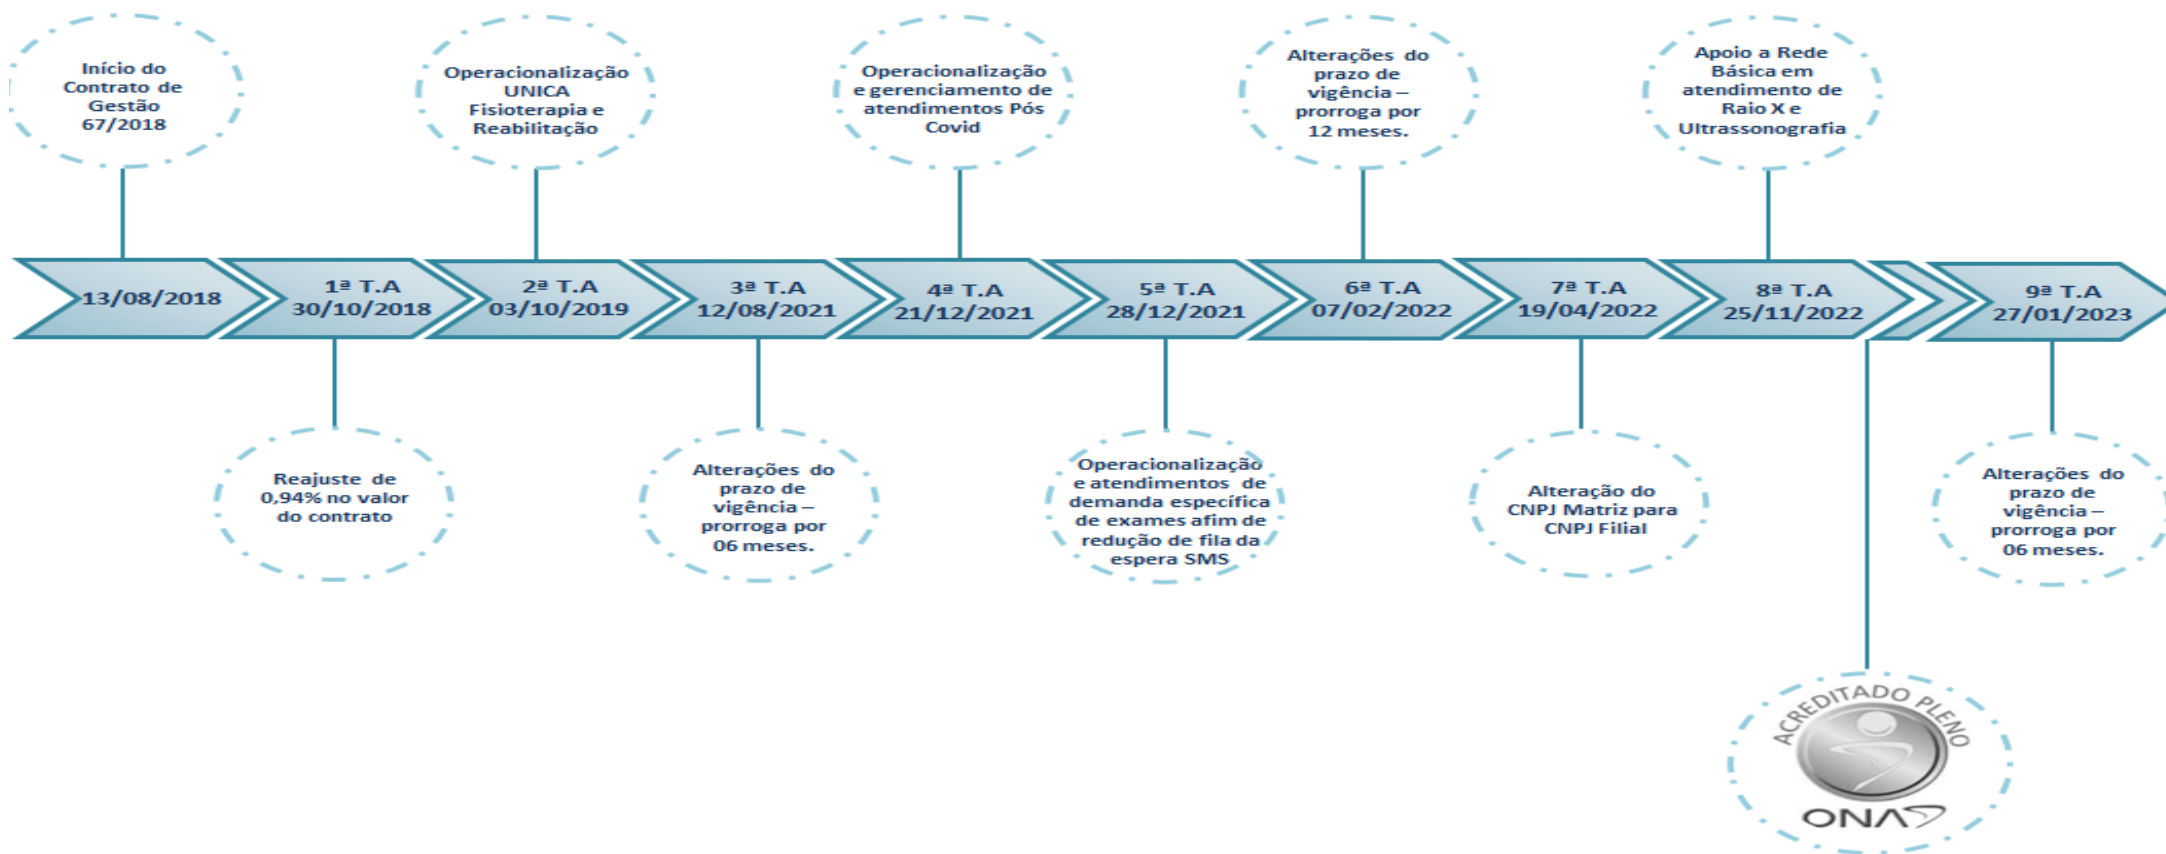 Início do
Contrato de
Gestão
67/2018
Operacionalização
UNICA
Fisioterapia e
Reabilitação
Operacionalização
e gerenciamento de
atendimentos Pós
Covid
Alterações do
prazo de
vigência –
prorroga por
12 meses.
Apoio a Rede
Básica em
atendimento de
Raio X e
Ultrassonografia
13/08/2018
1ª T.A
30/10/2018
2ª T.A
03/10/2019
3ª T.A
12/08/2021
4ª T.A
21/12/2021
5ª T.A
28/12/2021
6ª T.A
07/02/2022
7ª T.A
19/04/2022
8ª T.A
25/11/2022
9ª T.A
27/01/2023
Reajuste de
0,94% no valor
do contrato
Alterações do
prazo de
vigência –
prorroga por
06 meses.
Operacionalização
e atendimentos de
demanda específica
de exames afim de
redução de fila da
espera SMS
Alteração do
CNPJ Matriz para
CNPJ Filial
Alterações do
prazo de
vigência –
prorroga por
06 meses.
ACREDITADO PLENO
ONA